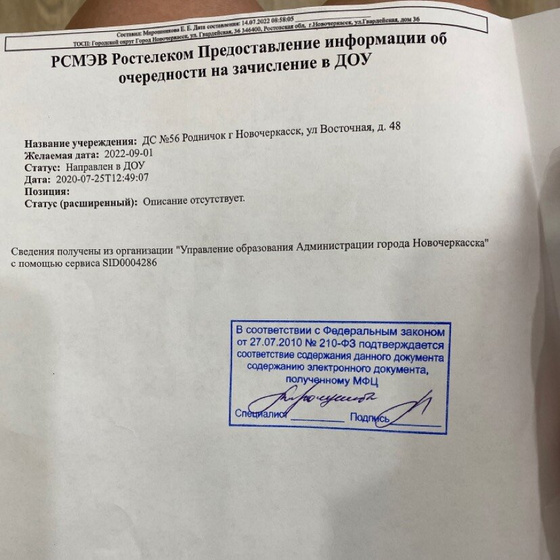 Составил: Мирошникова Е. Е. Дата составления: 14.07.2022 08:58:05
ТОСП: Городской округ Город Новочеркасск, ул. Гвардейская, 36 346400, Ростовская обл, г.Новочеркасск, ул.Гвардейская, дом 36
РСМЭВ Ростелеком Предоставление информации об
очередности на зачисление в ДОУ
Название учереждения: ДС №56 Родничок г Новочеркасск, ул Восточная, д. 48
Желаемая дата: 2022-09-01
Статус: Направлен в ДОУ
Дата: 2020-07-25T12:49:07
Позиция:
Статус (расширенный): Описание отсутствует.
Сведения получены из организации "Управление образования Администрации города Новочеркасска"
с помощью сервиса SID0004286
В соответствии с Федеральным законом
от 27.07.2010 № 210-ФЗ подтверждается
соответствие содержания данного документа
содержанию электронного документа,
полученному МФЦ
Специалист Подпись